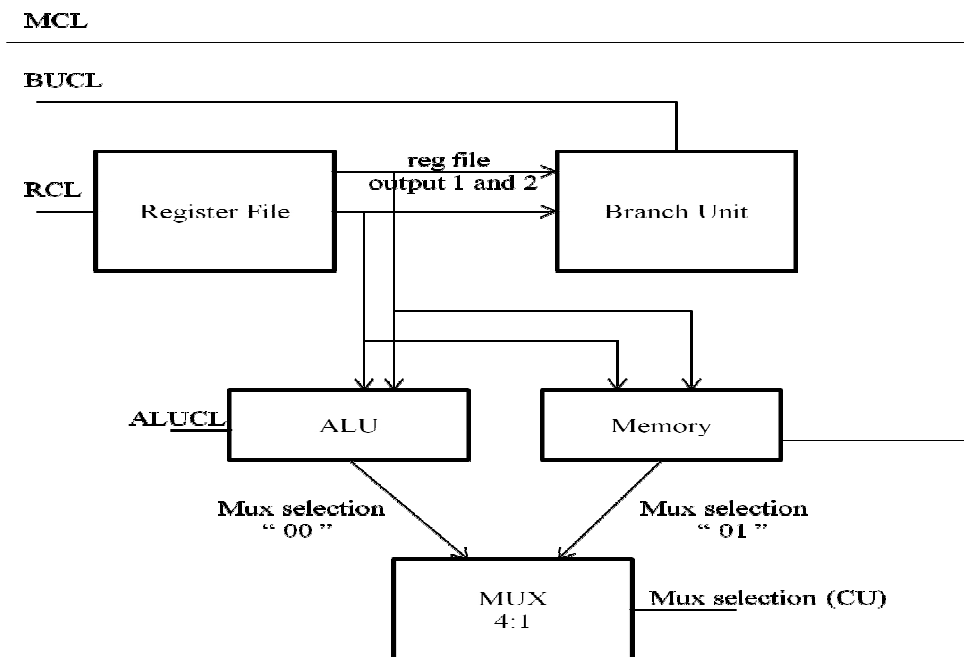 MCL
BUCL
reg file
output 1 and 2
RCL
Register File
Branch Unit
ALUCL
ALU
Memory
Mux selection
“ 00 ”
Mux selection
“ 01 ”
MUX
4:1
Mux selection (CU)